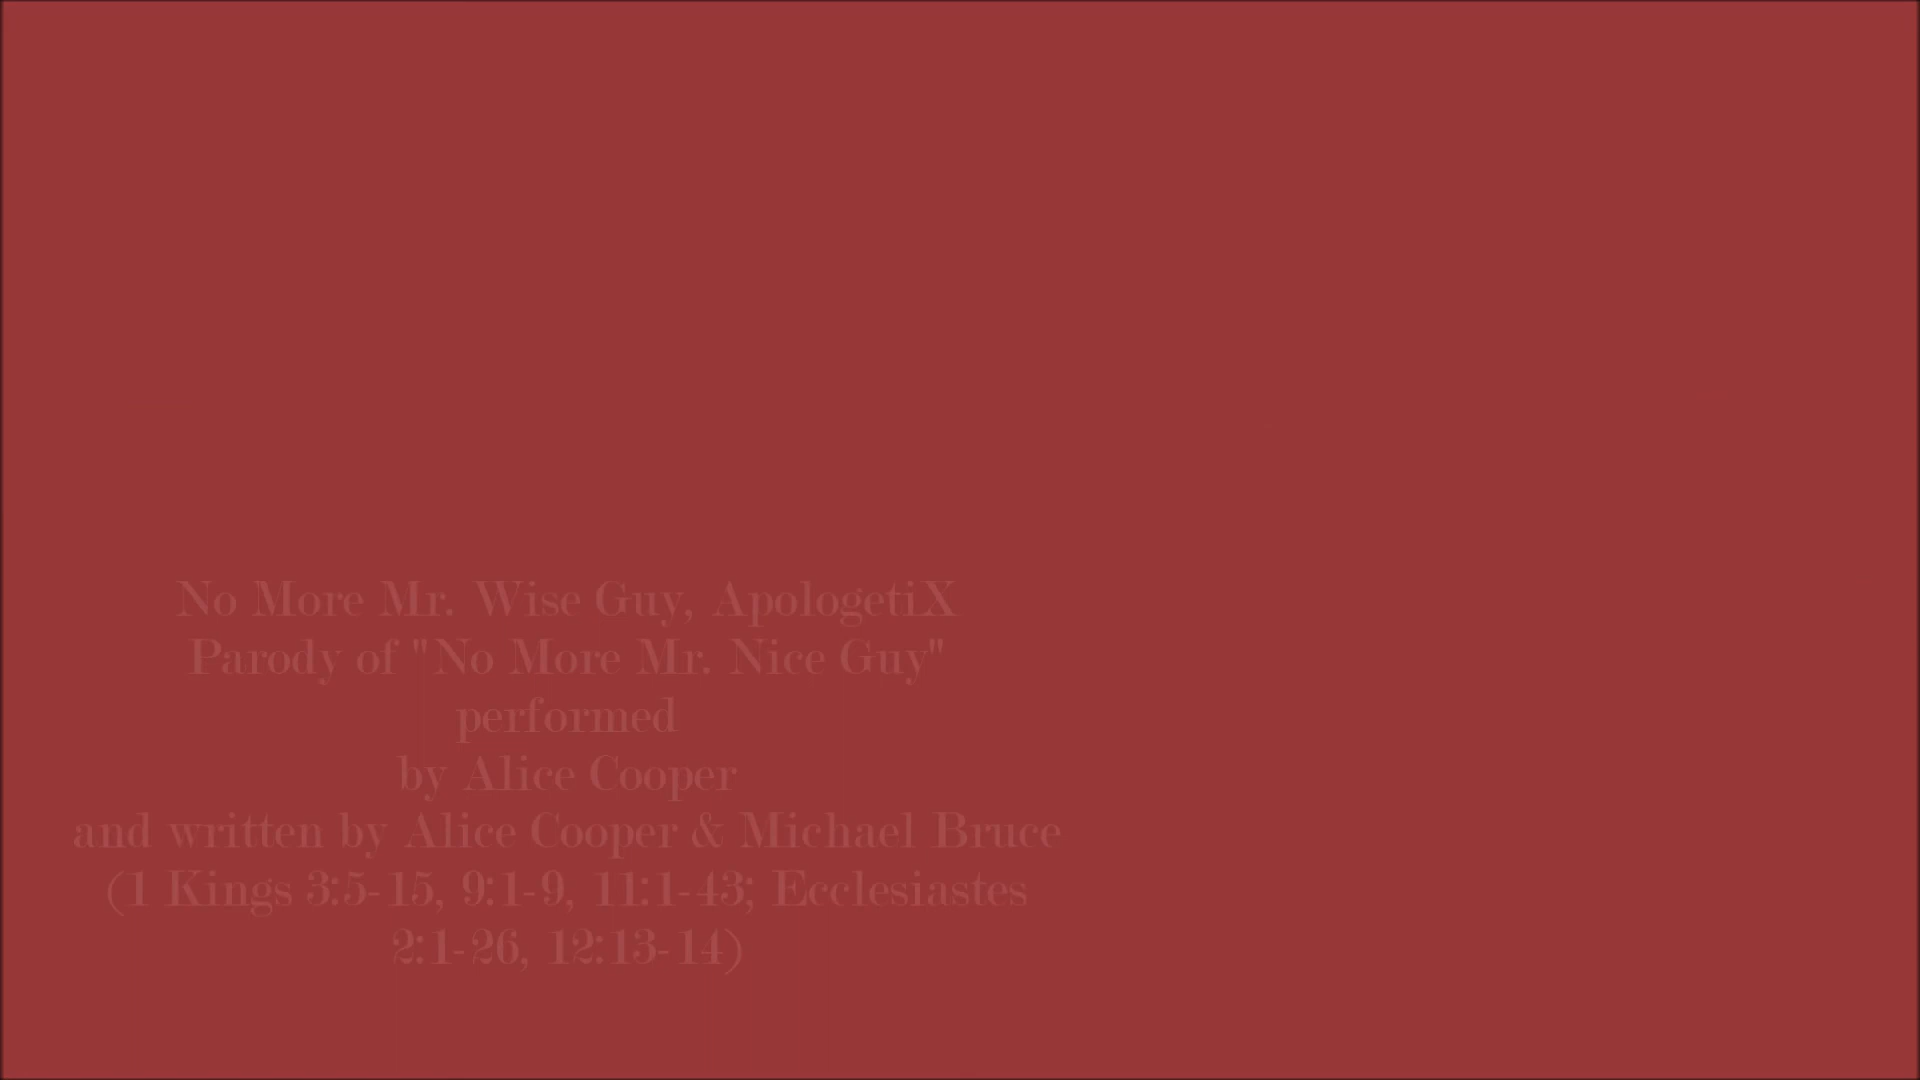 No More Mr. Wise Guy, ApologetiX
Parody of "No More Mr. Nice Guy"
performed
by Alice Cooper
and written by Alice Cooper & Michael Bruce
(1 Kings 3:5-15, 9:1-9, 11:1-43; Ecclesiastes
2:1-26, 12:13-14)